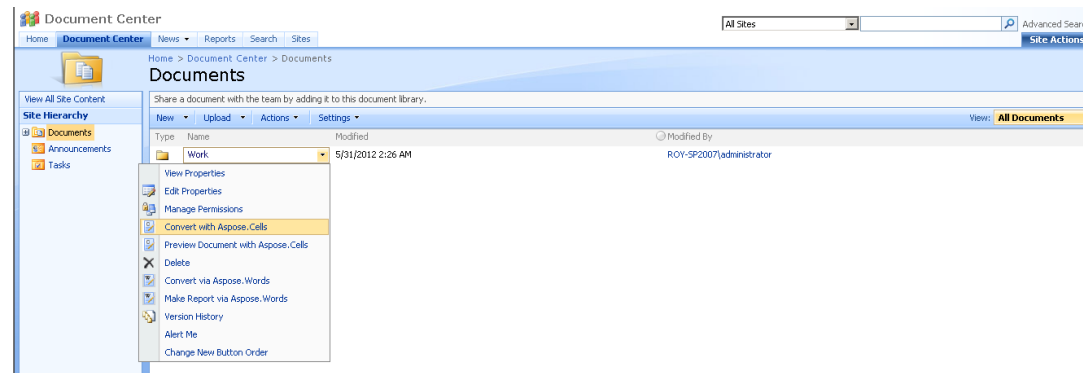 Document Center
All Sites
Advanced Sear
Home Document Center News Reports Search Sites
Site Actions
Home > Document Center > Documents
Documents
View All Site Content
Share a document with the team by adding it to this document library.
Site Hierarchy
New Upload Actions Settings
View: All Documents
Documents
Type Name Modified Modified By
Announcements
Work 5/31/2012 2:26 AM ROY-SP2007\administrator
Tasks
View Properties
Edit Properties
Manage Permissions
Convert with Aspose.Cells
Preview Document with Aspose.Cells
Delete
Convert via Aspose.Words
Make Report via Aspose.Words
Version History
Alert Me
Change New Button Order